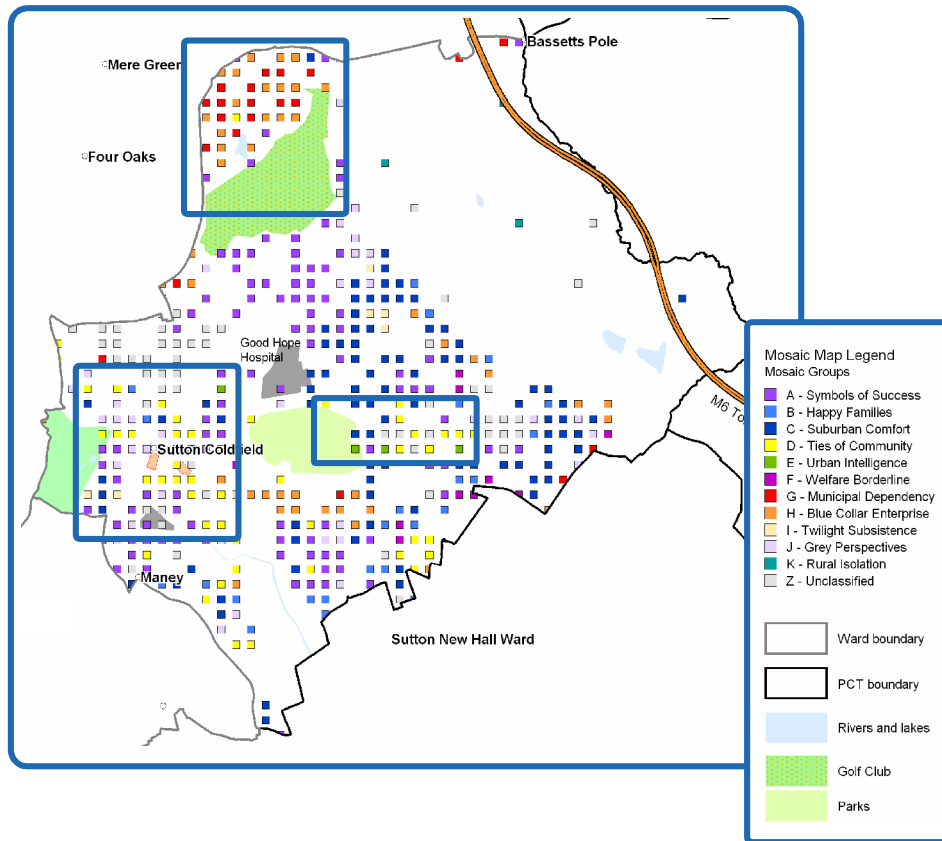 Bassetts Pole
Mere Green
Four Oaks
Good Hope
Hospital
M6 To
Sutton Coldfield
Maney
Sutton New Hall Ward
Mosaic Map Legend
Mosaic Groups
A - Symbols of Success
B - Happy Families
C - Suburban Comfort
D - Ties of Community
E - Urban Intelligence
F - Welfare Borderline
G - Municipal Dependency
H - Blue Collar Enterprise
I - Twilight Subsistence
J - Grey Perspectives
K - Rural Isolation
Z - Unclassified
Ward boundary
PCT boundary
Rivers and lakes
Golf Club
Parks